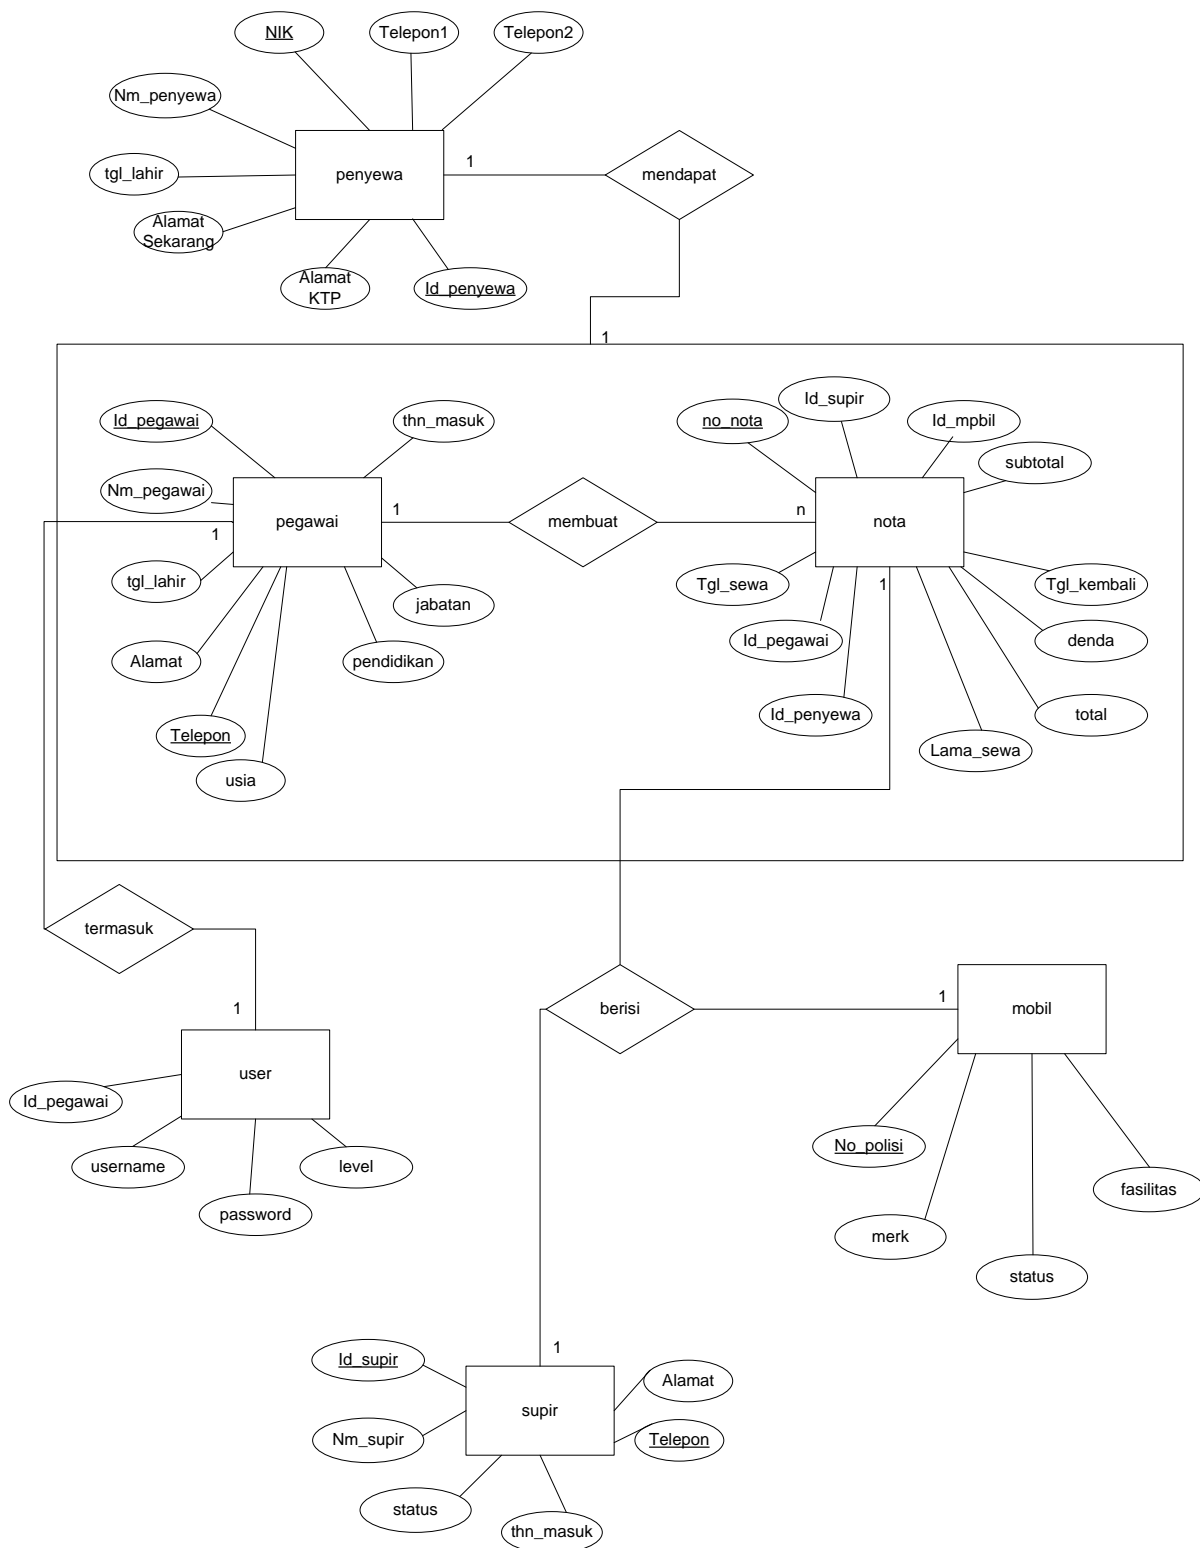 NIK
Telepon1
Telepon2
Nm_penyewa
tgl_lahir
penyewa
1
mendapat
Alamat
Sekarang
Alamat
KTP
Id_penyewa
1
Id_pegawai
thn_masuk
Nm_pegawai
1
pegawai
1
membuat
tgl_lahir
jabatan
Alamat
pendidikan
Telepon
usia
no_nota
Id_supir
Id_mpbil
subtotal
n
nota
Tgl_sewa
1
Tgl_kembali
Id_pegawai
denda
Id_penyewa
total
Lama_sewa
termasuk
1
user
Id_pegawai
username
level
password
berisi
1
mobil
No_polisi
fasilitas
merk
status
1
Id_supir
Alamat
supir
Nm_supir
Telepon
status
thn_masuk